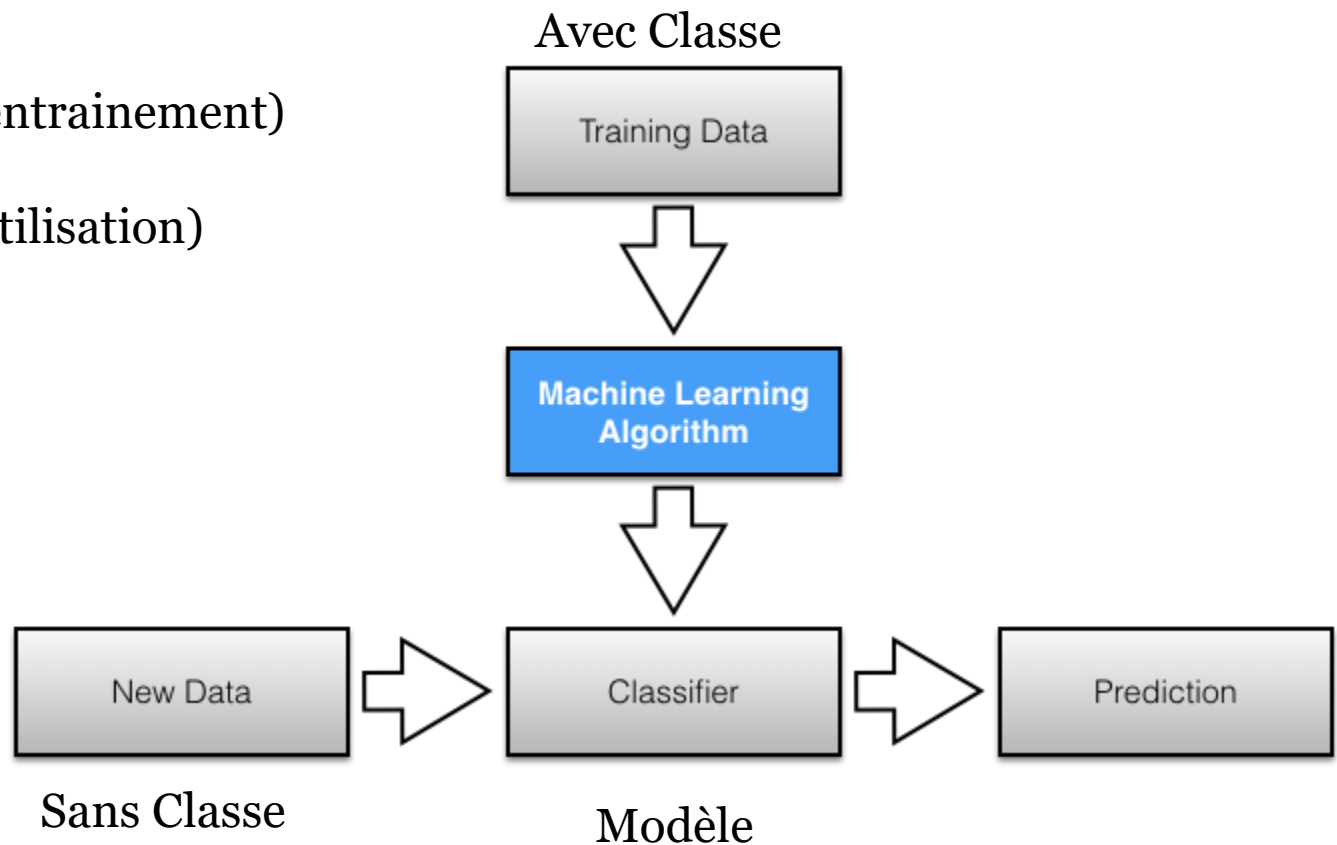 Avec Classe
entrainement)
Training Data
tilisation)
Machine Learning
Algorithm
New Data
Classifier
Prediction
Sans Classe
Modèle